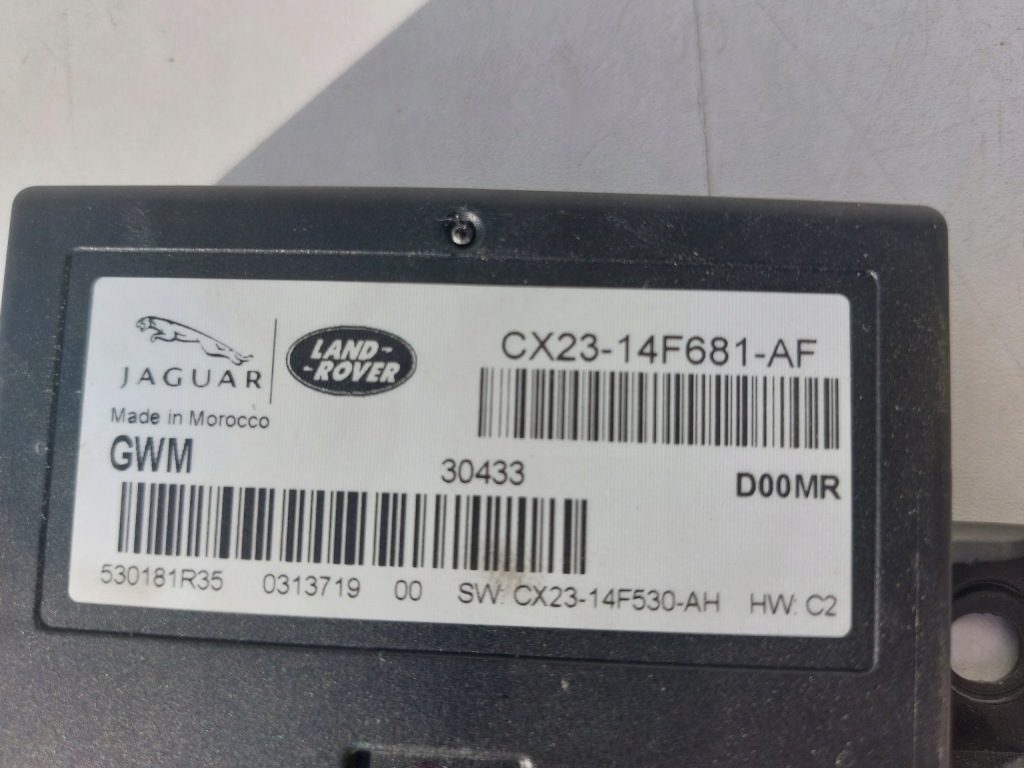 JAGUAR
LAND-
-ROVER
CX23-14F681-AF
Made in Morocco
GWM
30433
D00MR
530181R35 0313719 00 SW: CX23-14F530-AH HW: C2